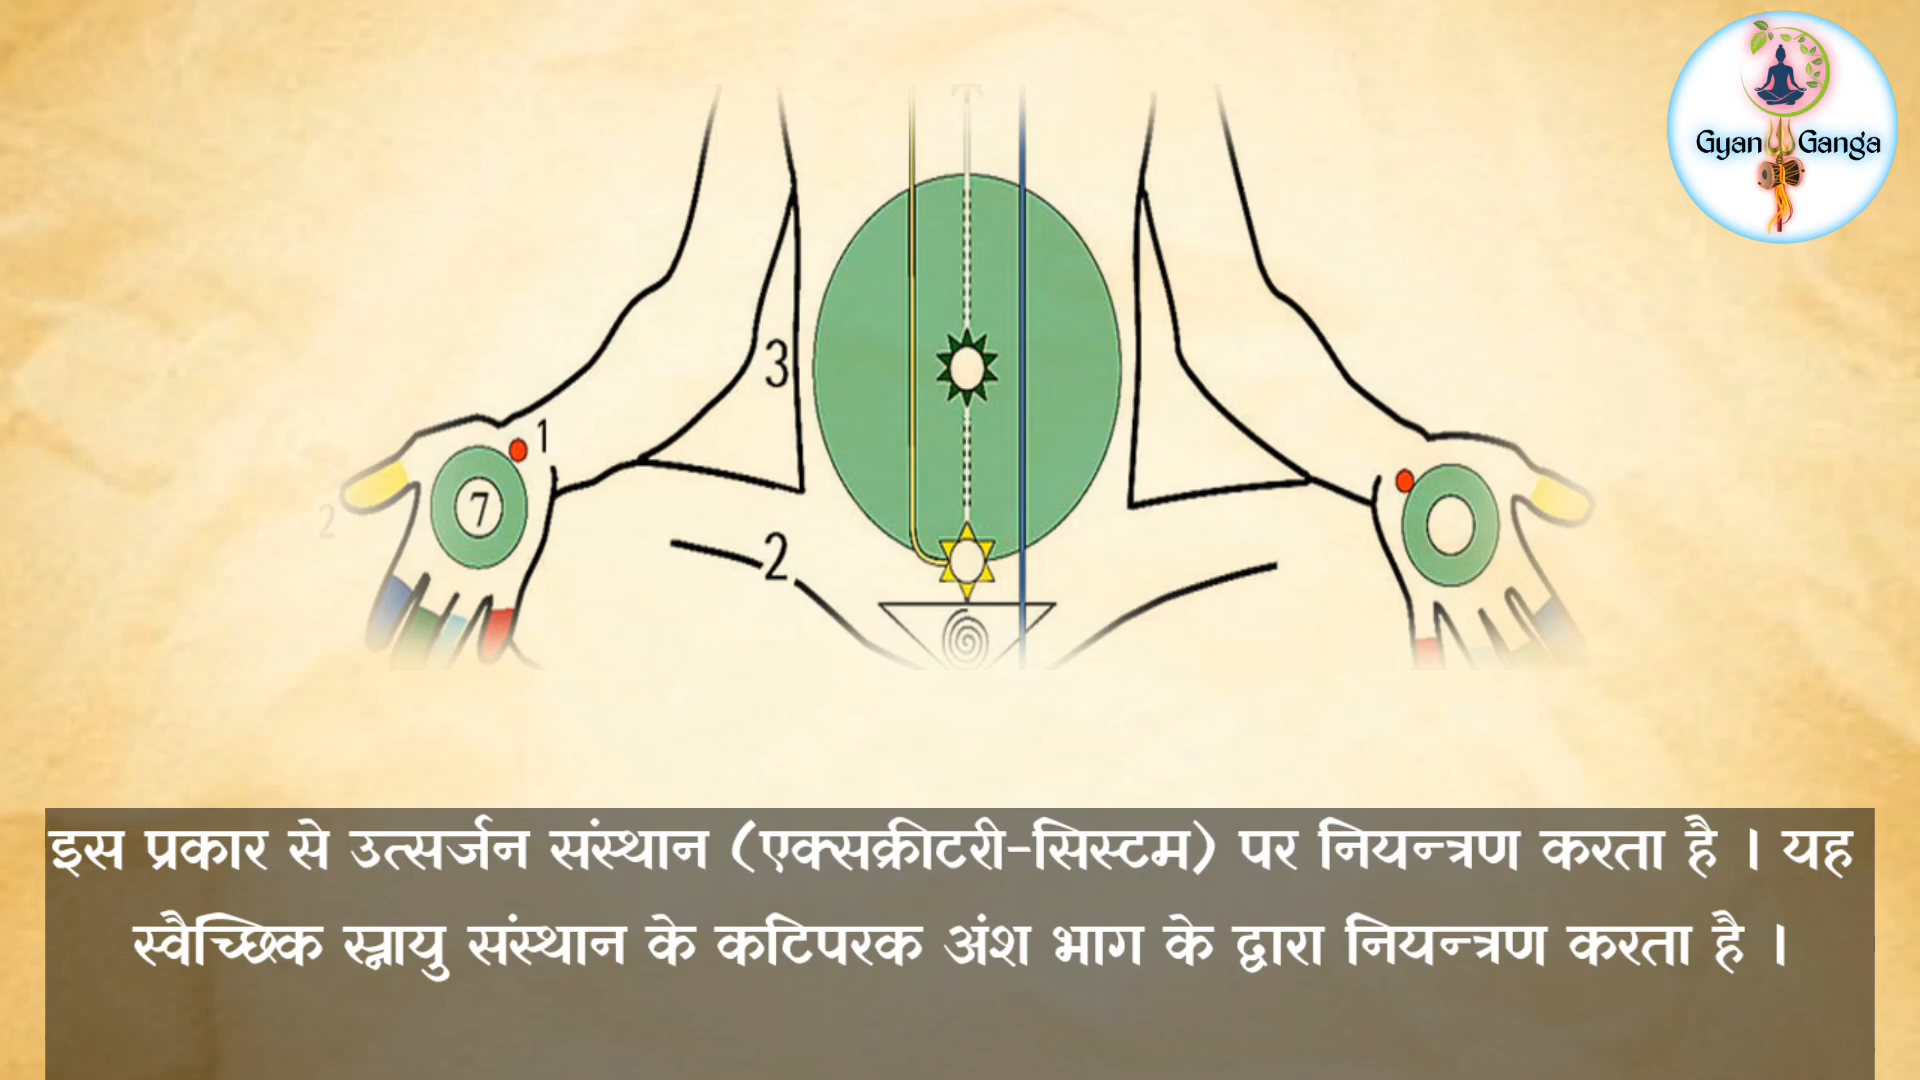 Gyan Ganga
3
1
7
2
2
इस प्रकार से उत्सर्जन संस्थान (एक्सक्रीटरी-सिस्टम) पर नियन्त्रण करता है । यह
स्वैच्छिक स्नायु संस्थान के कटिपरक अंश भाग के द्वारा नियन्त्रण करता है ।